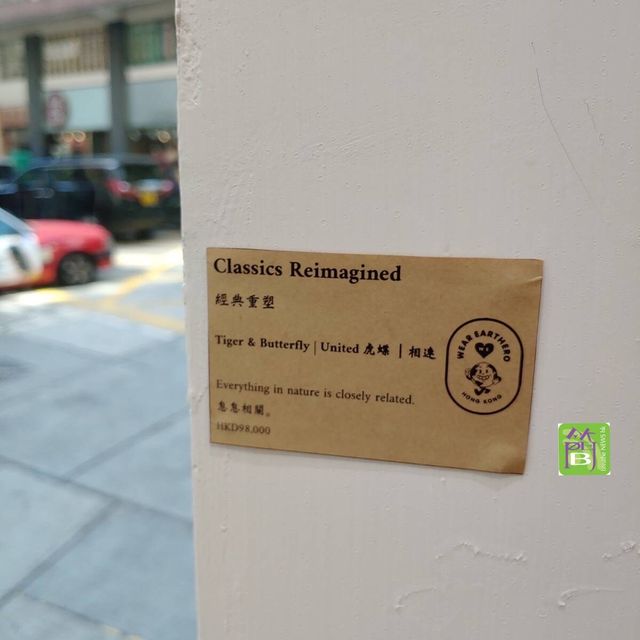 Classics Reimagined
經典重塑
Tiger & Butterfly | United 虎蝶 | 相連
Everything in nature is closely related.
息息相關。
HKD98,000
WEAR EARTHERO
HONG KONG